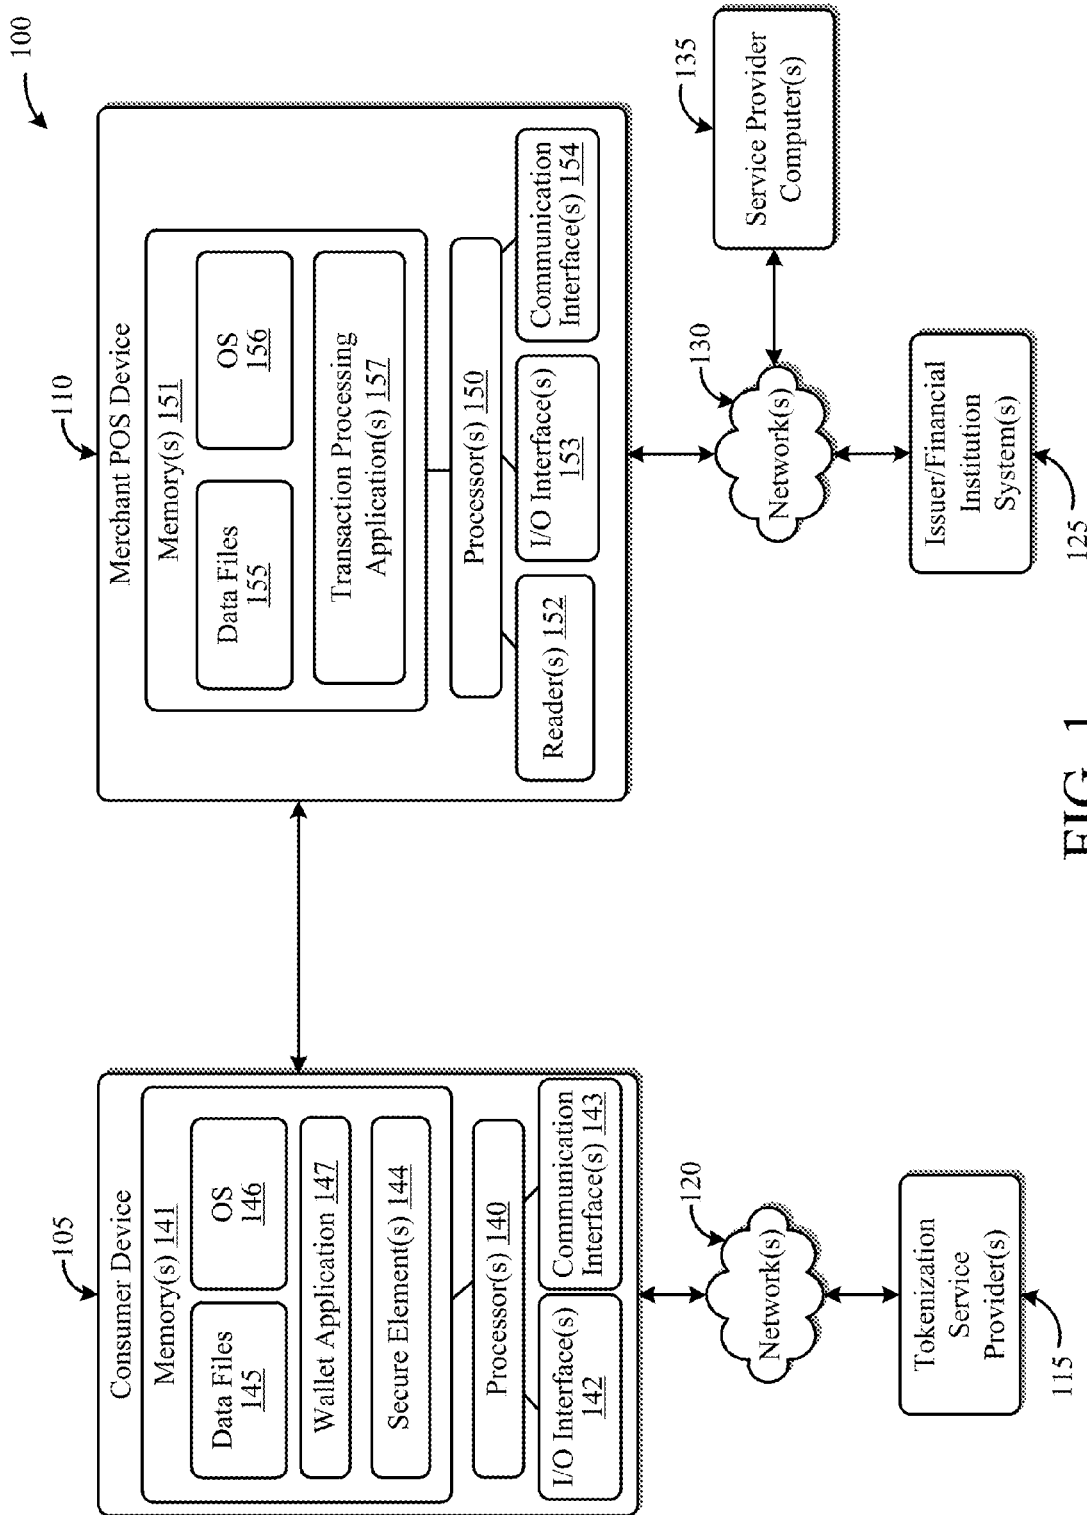 100
105
Consumer Device
Memory(s) 141
Data Files
145
OS
146
Wallet Application 147
Secure Element(s) 144
Processor(s) 140
I/O Interface(s)
142
Communication
Interface(s) 143
120
Network(s)
Tokenization
Service
Provider(s)
115
110
Merchant POS Device
Memory(s) 151
Data Files
155
OS
156
Transaction Processing
Application(s) 157
Processor(s) 150
Reader(s) 152
I/O Interface(s)
153
Communication
Interface(s) 154
130
Network(s)
135
Service Provider
Computer(s)
Issuer/Financial
Institution
System(s)
125
FIG. 1